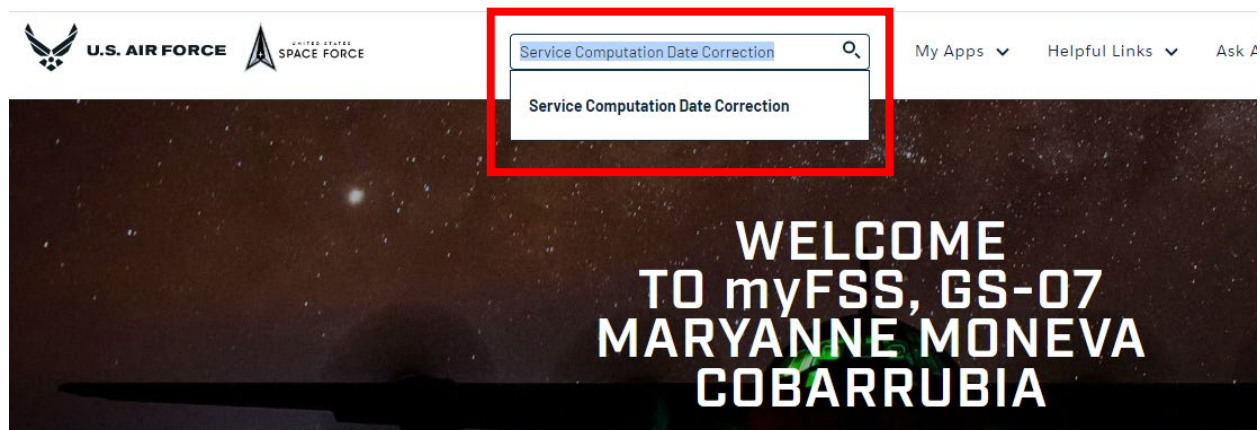 U.S. AIR FORCE
UNITED STATES
SPACE FORCE
Service Computation Date Correction
My Apps
Helpful Links
Ask A
Service Computation Date Correction
WELCOME
TO myFSS, GS-07
MARYANNE MONEVA
COBARRUBIA